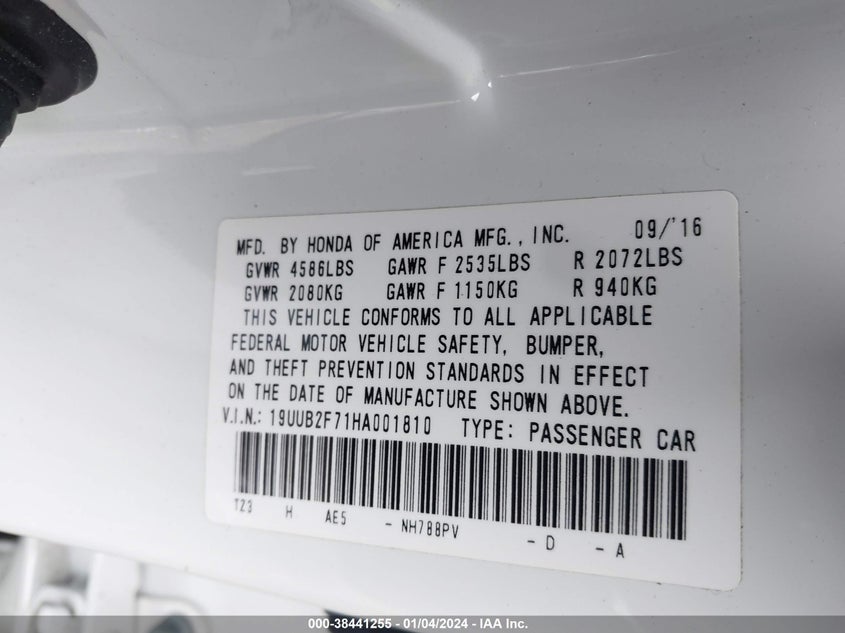 MFD. BY HONDA OF AMERICA MFG., INC. 09/'16
GVWR 4586LBS GAWR F 2535LBS R 2072LBS
GVWR 2080KG GAWR F 1150KG R 940KG
THIS VEHICLE CONFORMS TO ALL APPLICABLE
FEDERAL MOTOR VEHICLE SAFETY, BUMPER,
AND THEFT PREVENTION STANDARDS IN EFFECT
ON THE DATE OF MANUFACTURE SHOWN ABOVE.
V.I.N.: 19UUB2F71HA001810 TYPE: PASSENGER CAR
T23 H AE5 - NH788PV - D - A
000-38441255 - 01/04/2024 - IAA Inc.